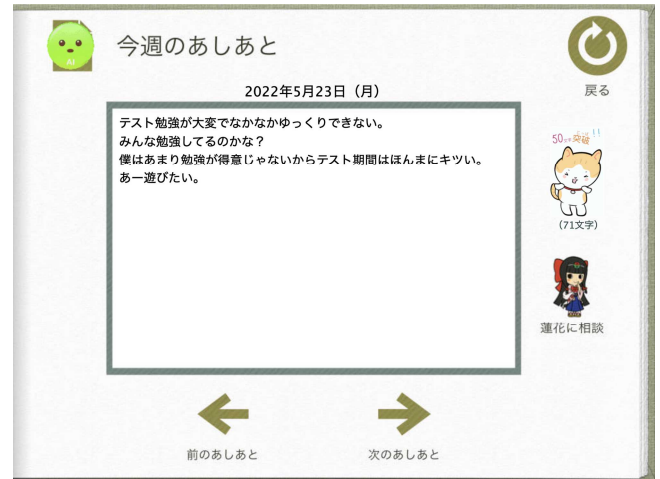 AI
今週のあしあと
戻る
2022年5月23日（月）
テスト勉強が大変でなかなかゆっくりできない。
みんな勉強してるのかな？
僕はあまり勉強が得意じゃないからテスト期間はほんまにキツい。
あー遊びたい。
50文字突破!!
(71文字)
蓮花に相談
前のあしあと
次のあしあと